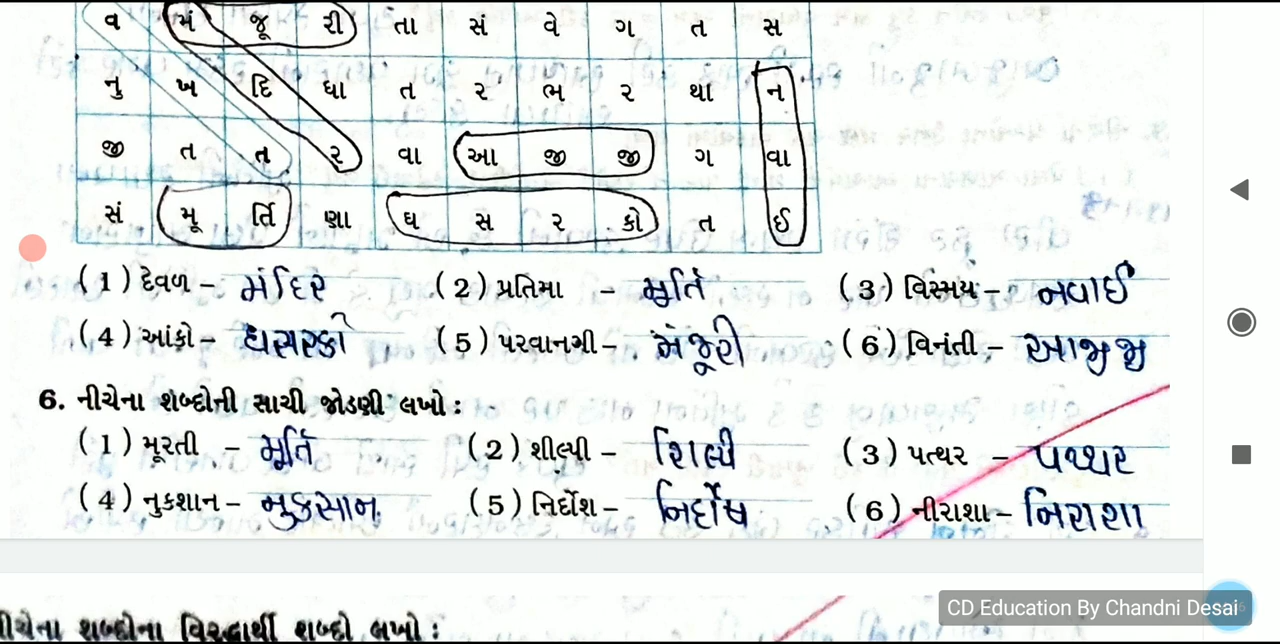 વ મં જૂ રી તા સં વે ગ ત સ
નુ ખ દિ ધા ત ર ભ ર થા ન
જી ત ત ર વા આ જી જી ગ વા
સં મૂ ર્તિ ણા ઘ સ ર કો ત ઈ
(1) દેવળ – મંદિર (2) પ્રતિમા – મુર્તિ (3) વિસ્મય – નવાઈ
(4) આંકો – ઘસરકો (5) પરવાનગી – મંજૂરી (6) વિનંતી – આજીજી
6. નીચેના શબ્દોની સાચી જોડણી લખો :
(1) મૂરતી – મૂર્તિ (2) શીલ્પી – શિલ્પી (3) પત્થર – પથ્થર
(4) નુકશાન – નુકસાન (5) નિર્દોશ – નિર્દોષ (6) નીરાશા – નિરાશા
નીચેના શબ્દોના વિરુદ્ધાર્થી શબ્દો લખો :
CD Education By Chandni Desai